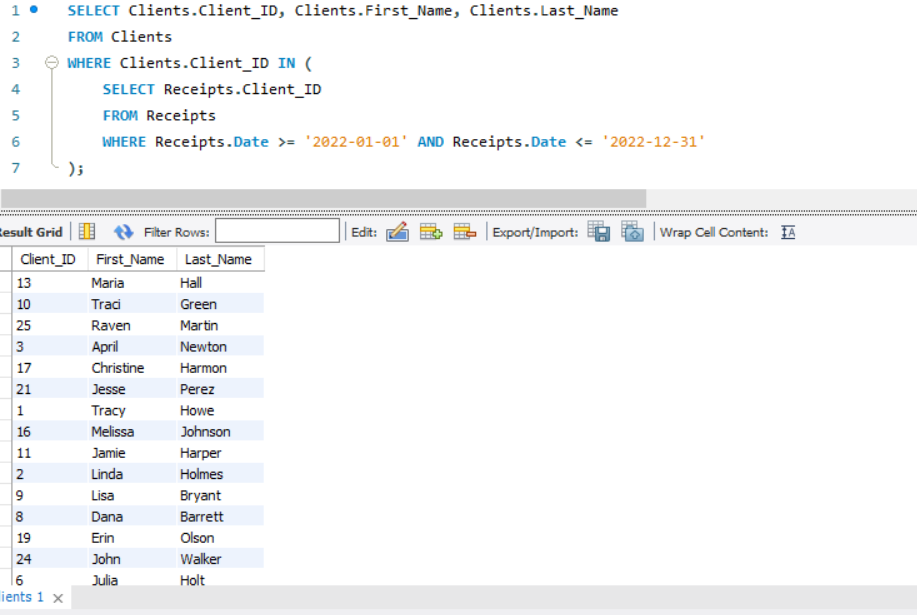 1 SELECT Clients.Client_ID, Clients.First_Name, Clients.Last_Name
2 FROM Clients
3 WHERE Clients.Client_ID IN (
4 SELECT Receipts.Client_ID
5 FROM Receipts
6 WHERE Receipts.Date >= '2022-01-01' AND Receipts.Date <= '2022-12-31'
7 );
Result Grid Filter Rows: Edit: Export/Import: Wrap Cell Content:
Client_ID First_Name Last_Name
13 Maria Hall
10 Traci Green
25 Raven Martin
3 April Newton
17 Christine Harmon
21 Jesse Perez
1 Tracy Howe
16 Melissa Johnson
11 Jamie Harper
2 Linda Holmes
9 Lisa Bryant
8 Dana Barrett
19 Erin Olson
24 John Walker
6 Julia Holt
lients 1